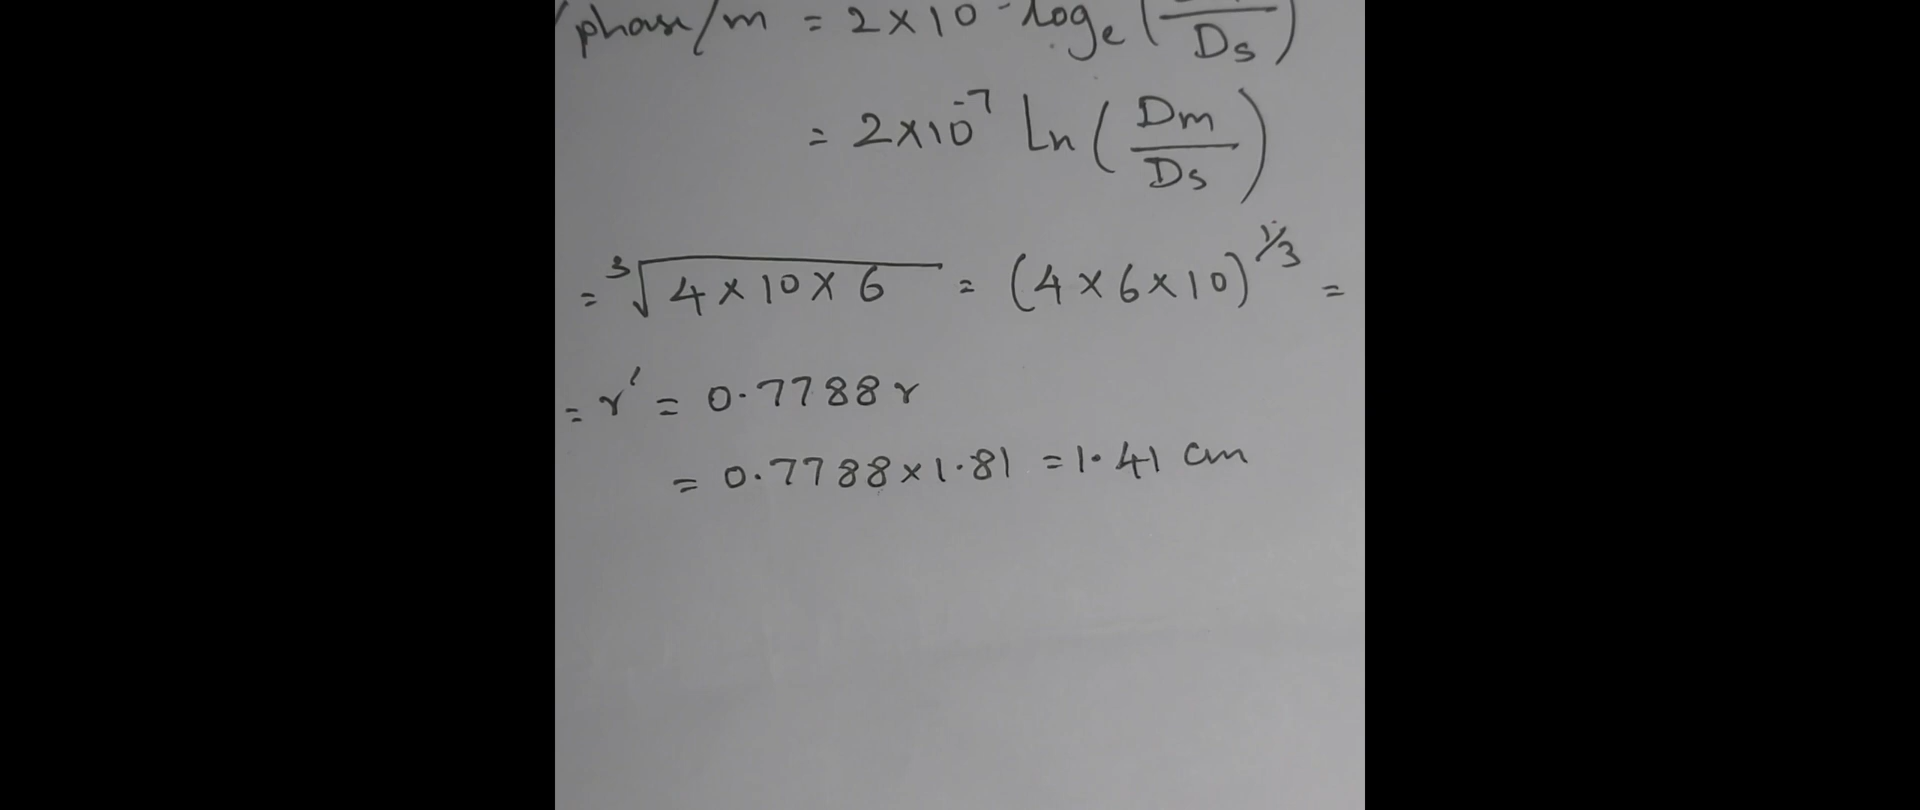 /phase/m = 2×10⁻ loge ( / Ds)
= 2×10⁻⁷ Ln (Dm / Ds)
= ³√4×10×6 = (4×6×10)^1/3 =
= r′ = 0.7788 r
= 0.7788×1.81 = 1.41 cm